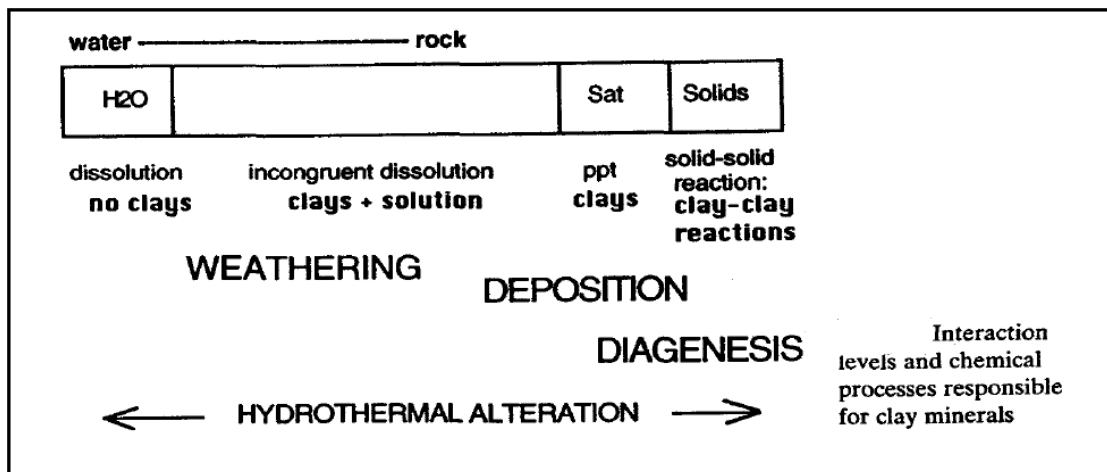 water rock
H2O Sat Solids
dissolution
no clays
incongruent dissolution
clays + solution
ppt
clays
solid-solid
reaction:
clay-clay
reactions
WEATHERING
DEPOSITION
DIAGENESIS
HYDROTHERMAL ALTERATION
Interaction
levels and chemical
processes responsible
for clay minerals